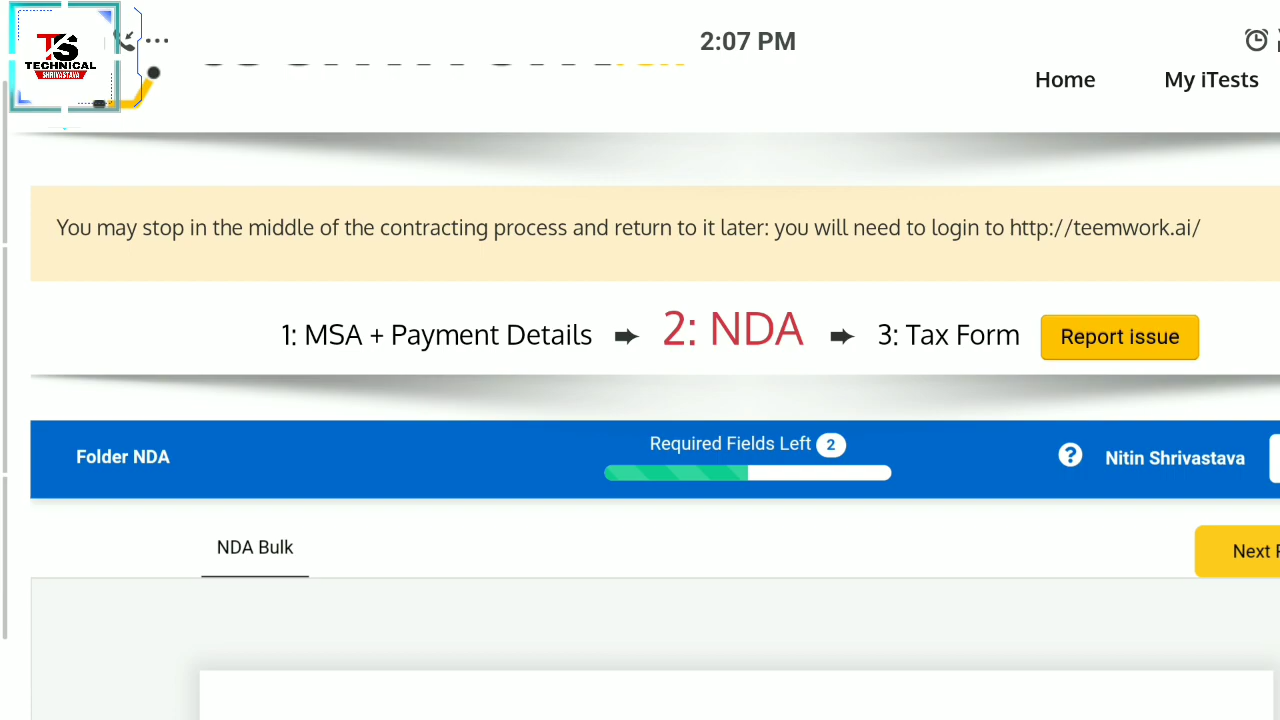 TS
TECHNICAL
SHRIVASTAVA
2:07 PM
Home
My iTests
You may stop in the middle of the contracting process and return to it later: you will need to login to http://teemwork.ai/
1: MSA + Payment Details
2: NDA
3: Tax Form
Report issue
Folder NDA
Required Fields Left 2
?
Nitin Shrivastava
NDA Bulk
Next